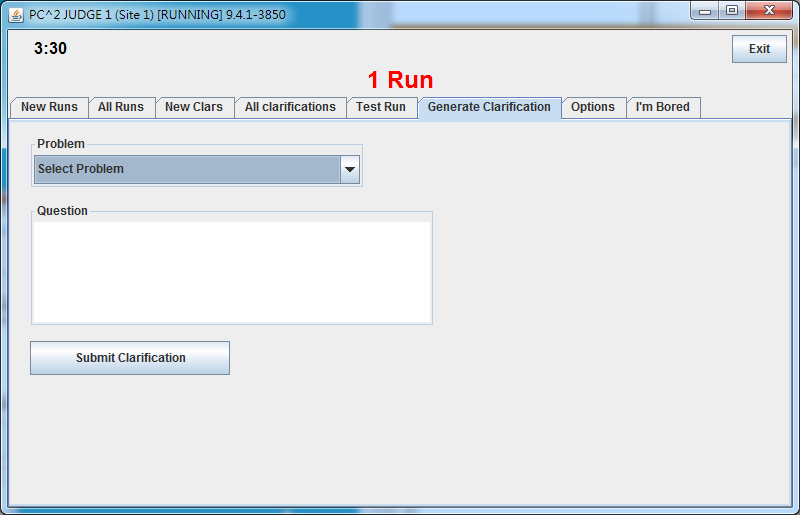 PC^2 JUDGE 1 (Site 1) [RUNNING] 9.4.1-3850
3:30
Exit
1 Run
New Runs All Runs New Clars All clarifications Test Run Generate Clarification Options I'm Bored
Problem
Select Problem
Question
Submit Clarification